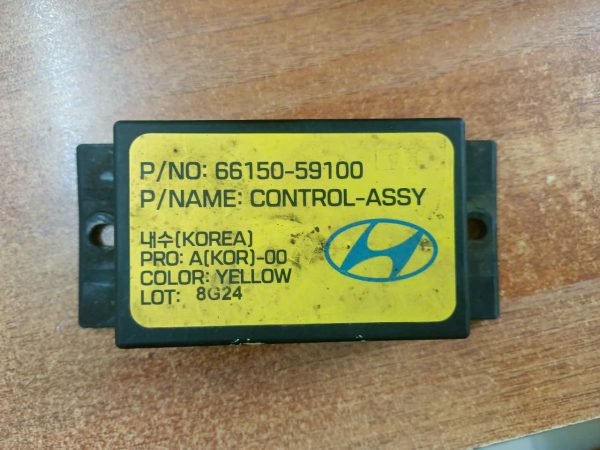 P/NO: 66150-59100
P/NAME: CONTROL-ASSY
내수(KOREA)
PRO: A(KOR)-00
COLOR: YELLOW
LOT: 8G24